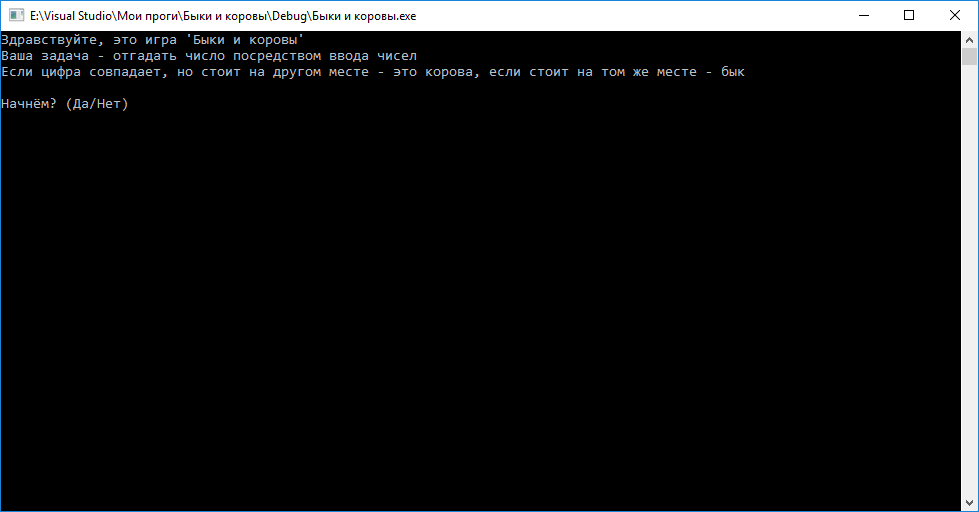 E:\Visual Studio\Мои проги\Быки и коровы\Debug\Быки и коровы.exe
Здравствуйте, это игра 'Быки и коровы'
Ваша задача - отгадать число посредством ввода чисел
Если цифра совпадает, но стоит на другом месте - это корова, если стоит на том же месте - бык
Начнём? (Да/Нет)